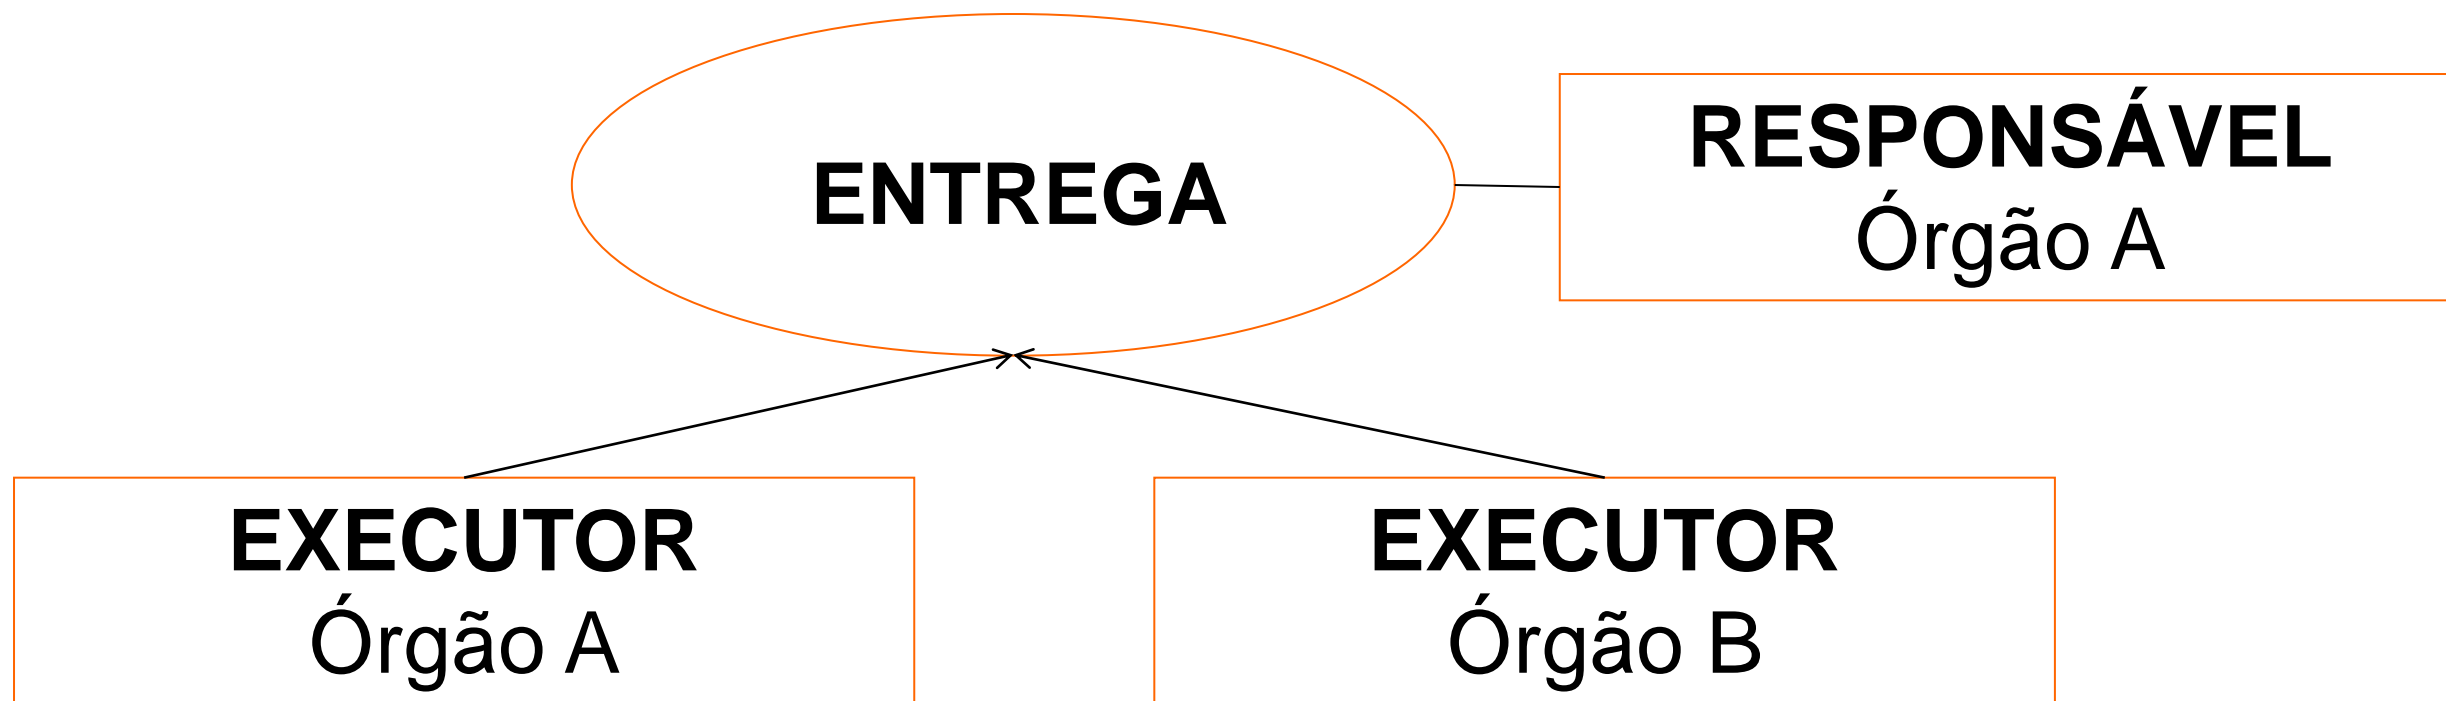 ENTREGA
RESPONSÁVEL
Órgão A
EXECUTOR
Órgão A
EXECUTOR
Órgão B